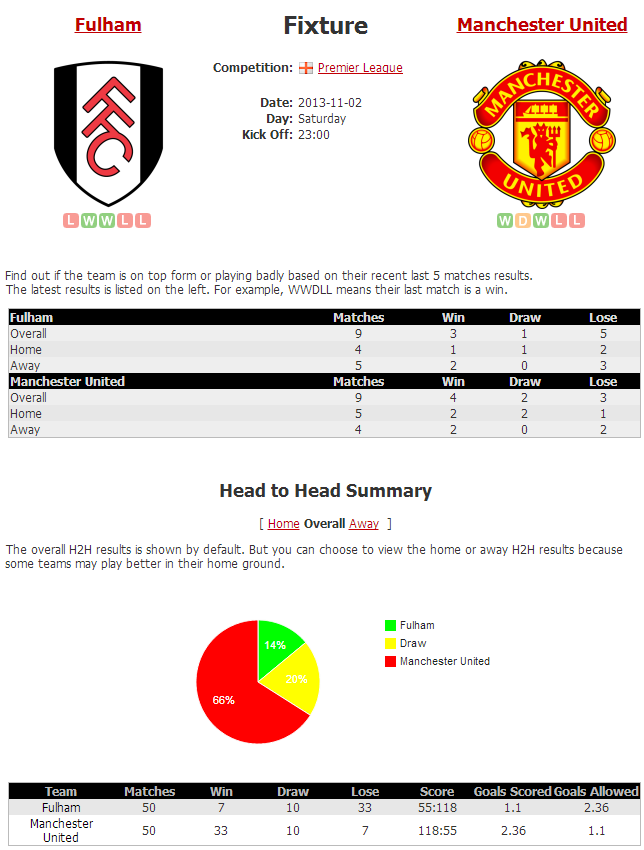 Fulham
Fixture
Manchester United
Competition: Premier League
Date: 2013-11-02
Day: Saturday
Kick Off: 23:00
FFC
MANCHESTER
UNITED
L W W L L
W D W L L
Find out if the team is on top form or playing badly based on their recent last 5 matches results.
The latest results is listed on the left. For example, WWDLL means their last match is a win.
Fulham Matches Win Draw Lose
Overall 9 3 1 5
Home 4 1 1 2
Away 5 2 0 3
Manchester United Matches Win Draw Lose
Overall 9 4 2 3
Home 5 2 2 1
Away 4 2 0 2
Head to Head Summary
[ Home Overall Away ]
The overall H2H results is shown by default. But you can choose to view the home or away H2H results because
some teams may play better in their home ground.
Fulham
Draw
Manchester United
14%
20%
66%
Team Matches Win Draw Lose Score Goals Scored Goals Allowed
Fulham 50 7 10 33 55:118 1.1 2.36
Manchester
United 50 33 10 7 118:55 2.36 1.1